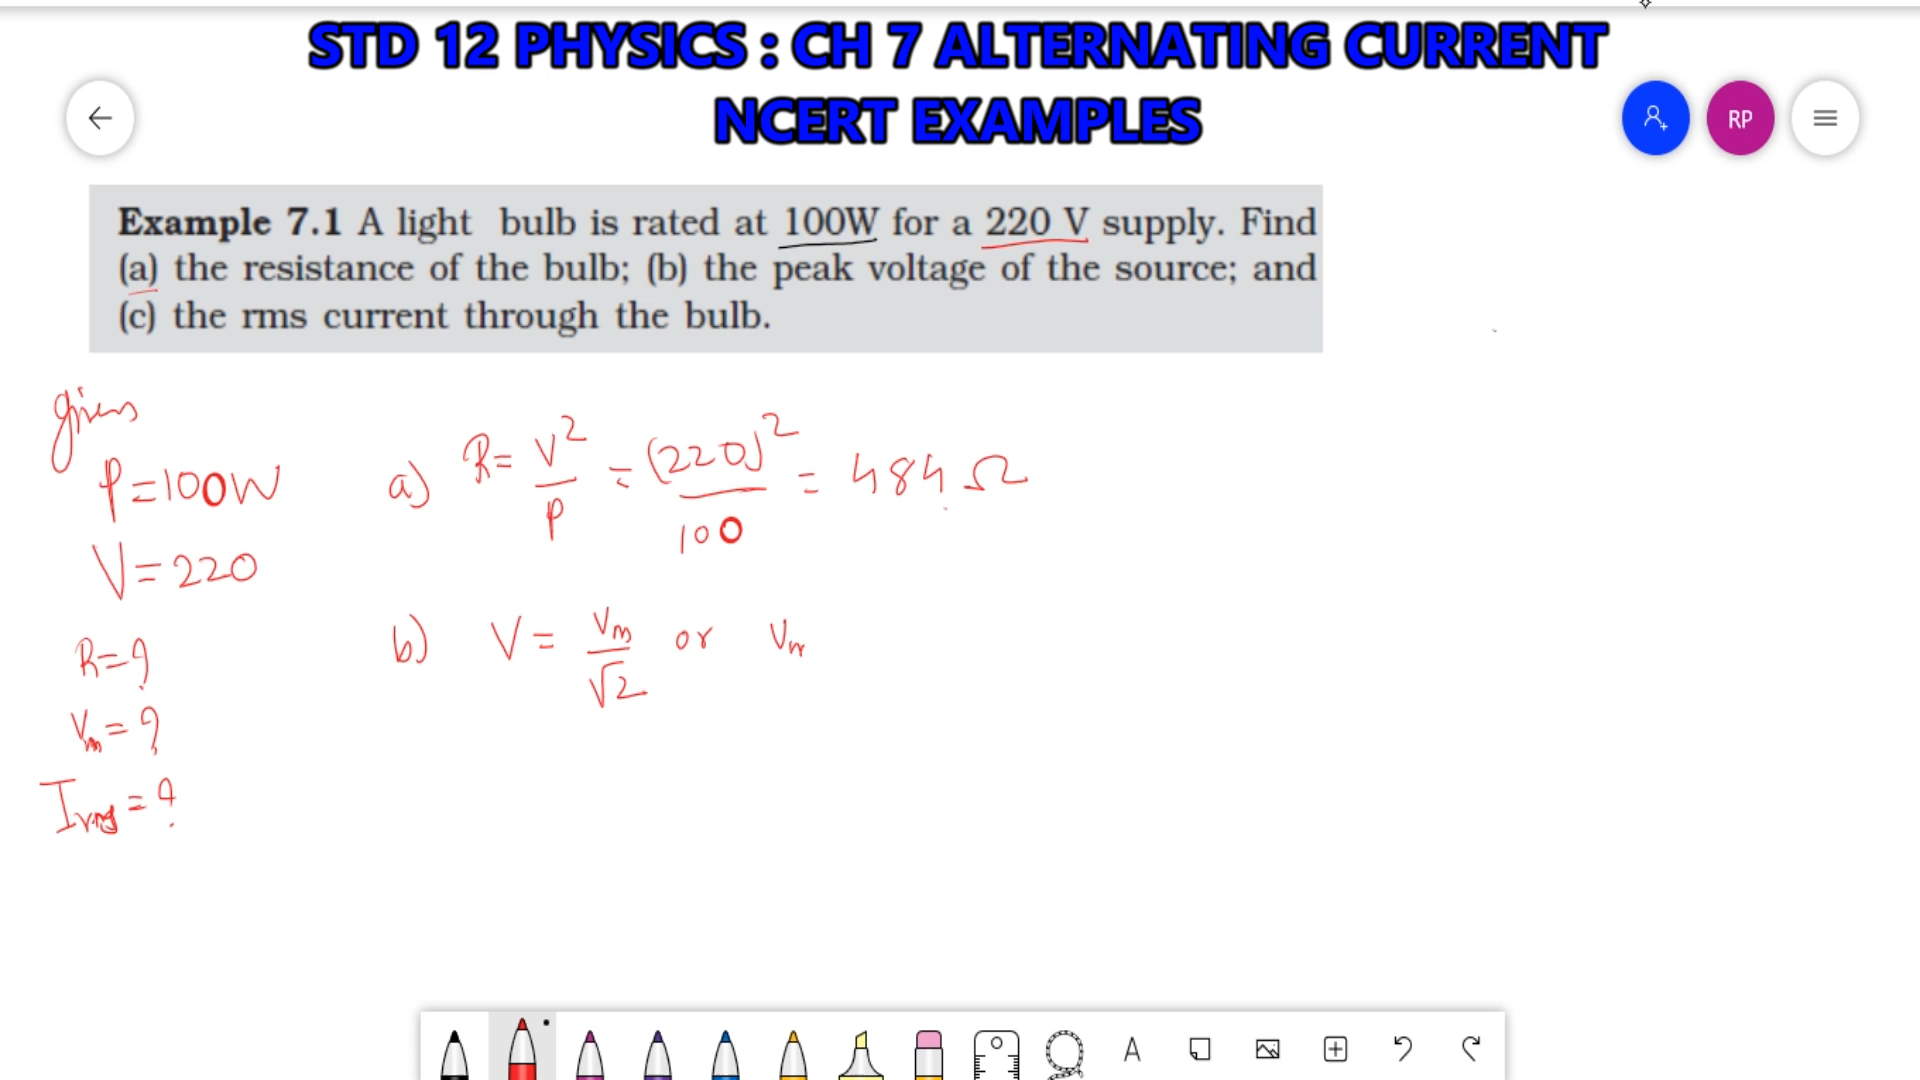 STD 12 PHYSICS : CH 7 ALTERNATING CURRENT
NCERT EXAMPLES
RP
Example 7.1 A light bulb is rated at 100W for a 220 V supply. Find
(a) the resistance of the bulb; (b) the peak voltage of the source; and
(c) the rms current through the bulb.
given
P=100W
V=220
R=?
Vm=?
Irms=?
a) R= V²/P = (220)²/100 = 484 Ω
b) V= Vm/√2 or Vm
A